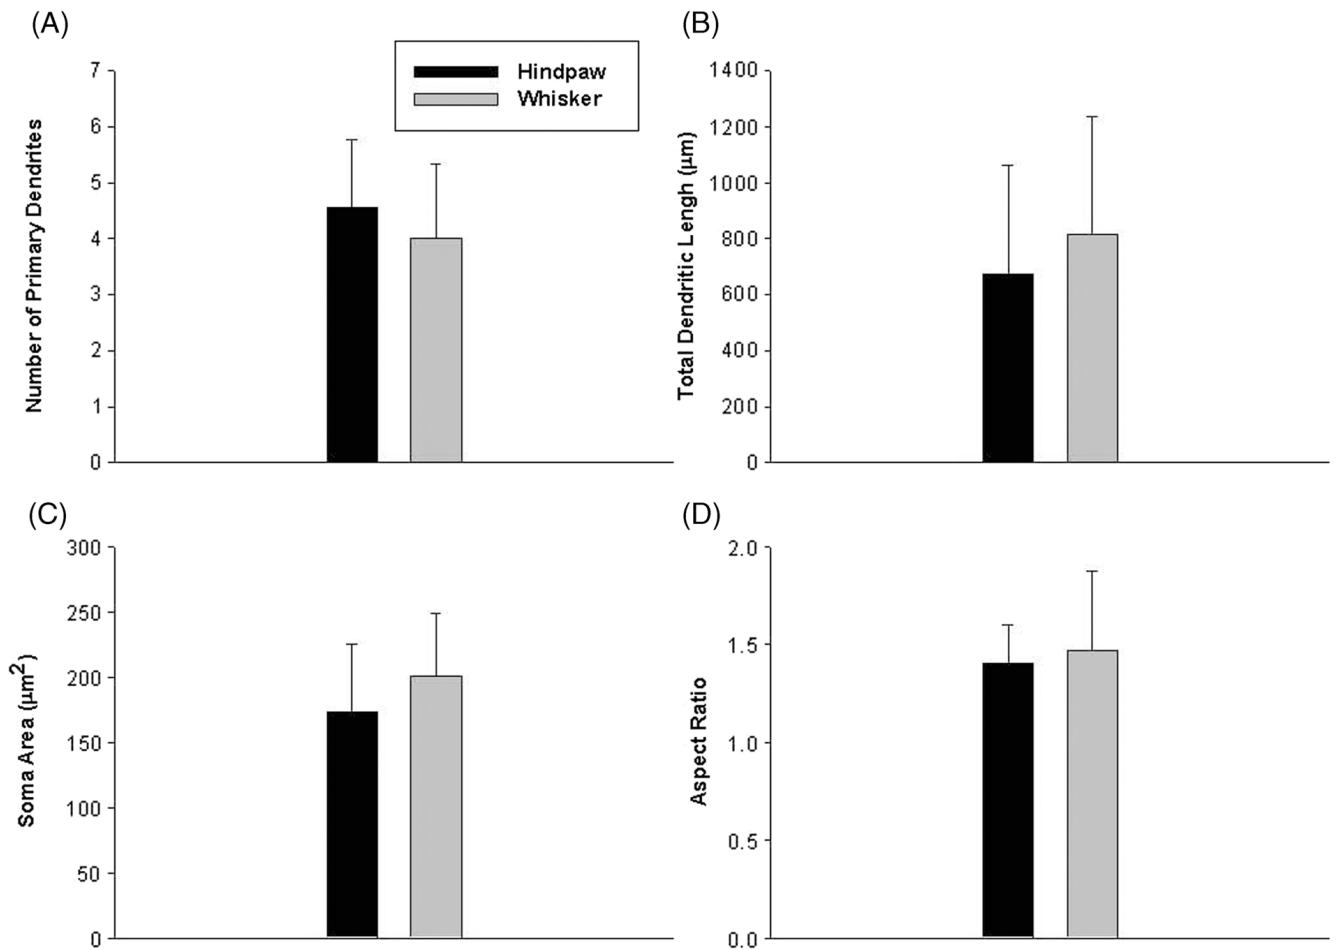 (A)
Number of Primary Dendrites
7
6
5
4
3
2
1
0
Hindpaw
Whisker
(B)
Total Dendritic Lengh (µm)
1400
1200
1000
800
600
400
200
0
(C)
Soma Area (µm²)
300
250
200
150
100
50
0
(D)
Aspect Ratio
2.0
1.5
1.0
0.5
0.0